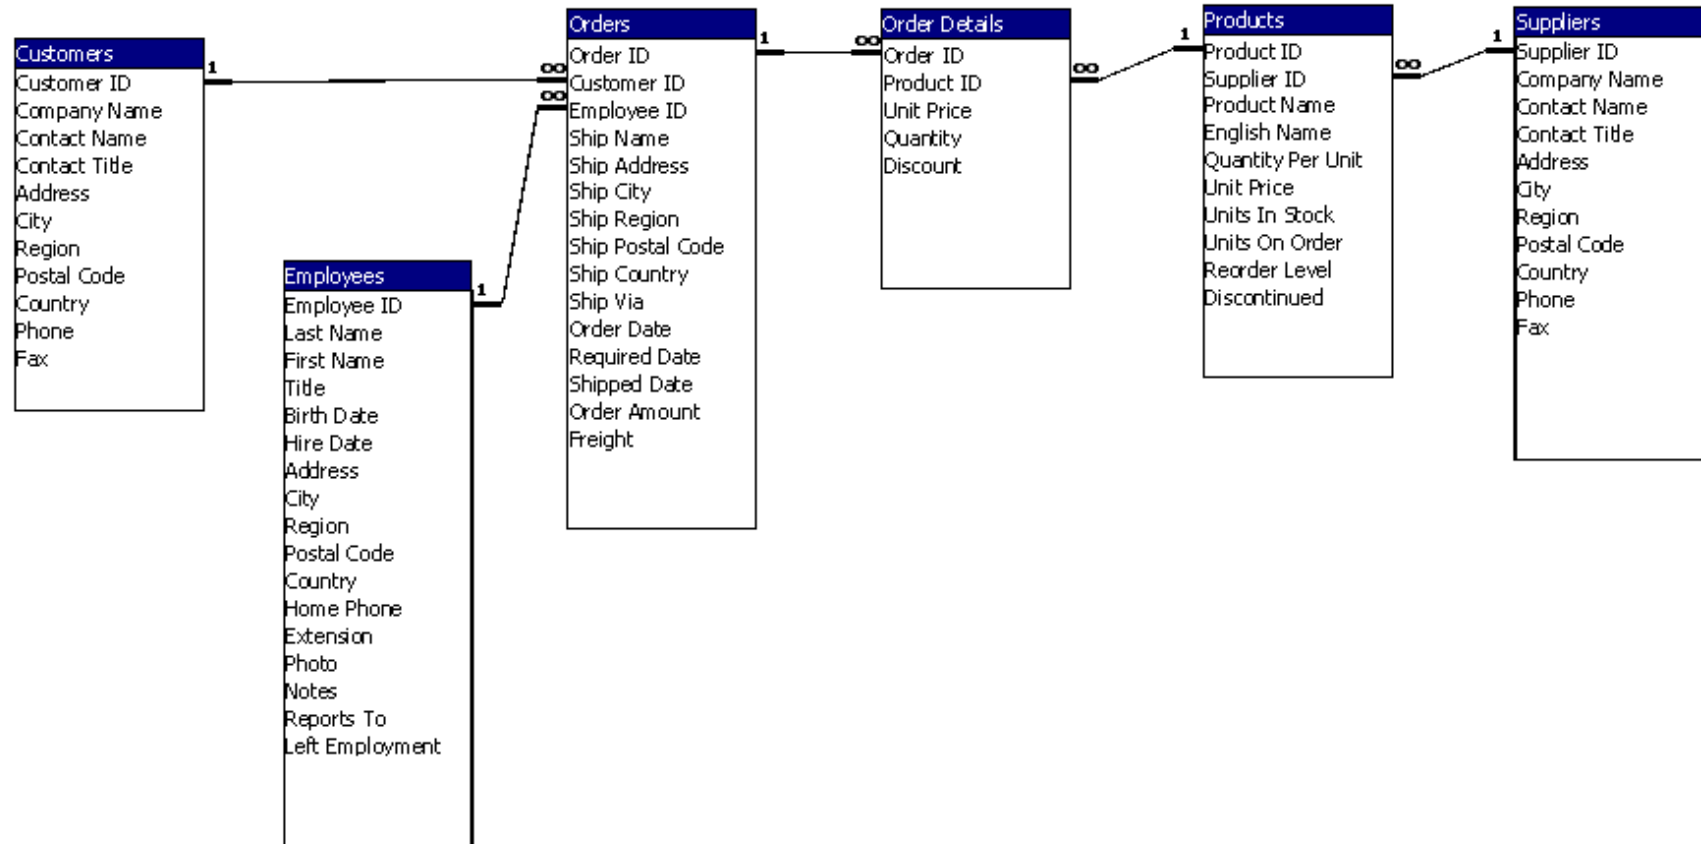 Customers
Customer ID
Company Name
Contact Name
Contact Title
Address
City
Region
Postal Code
Country
Phone
Fax
1
Employees
Employee ID
Last Name
First Name
Title
Birth Date
Hire Date
Address
City
Region
Postal Code
Country
Home Phone
Extension
Photo
Notes
Reports To
Left Employment
1
∞
∞
Orders
Order ID
Customer ID
Employee ID
Ship Name
Ship Address
Ship City
Ship Region
Ship Postal Code
Ship Country
Ship Via
Order Date
Required Date
Shipped Date
Order Amount
Freight
1
∞
Order Details
Order ID
Product ID
Unit Price
Quantity
Discount
∞
1
Products
Product ID
Supplier ID
Product Name
English Name
Quantity Per Unit
Unit Price
Units In Stock
Units On Order
Reorder Level
Discontinued
∞
1
Suppliers
Supplier ID
Company Name
Contact Name
Contact Title
Address
City
Region
Postal Code
Country
Phone
Fax